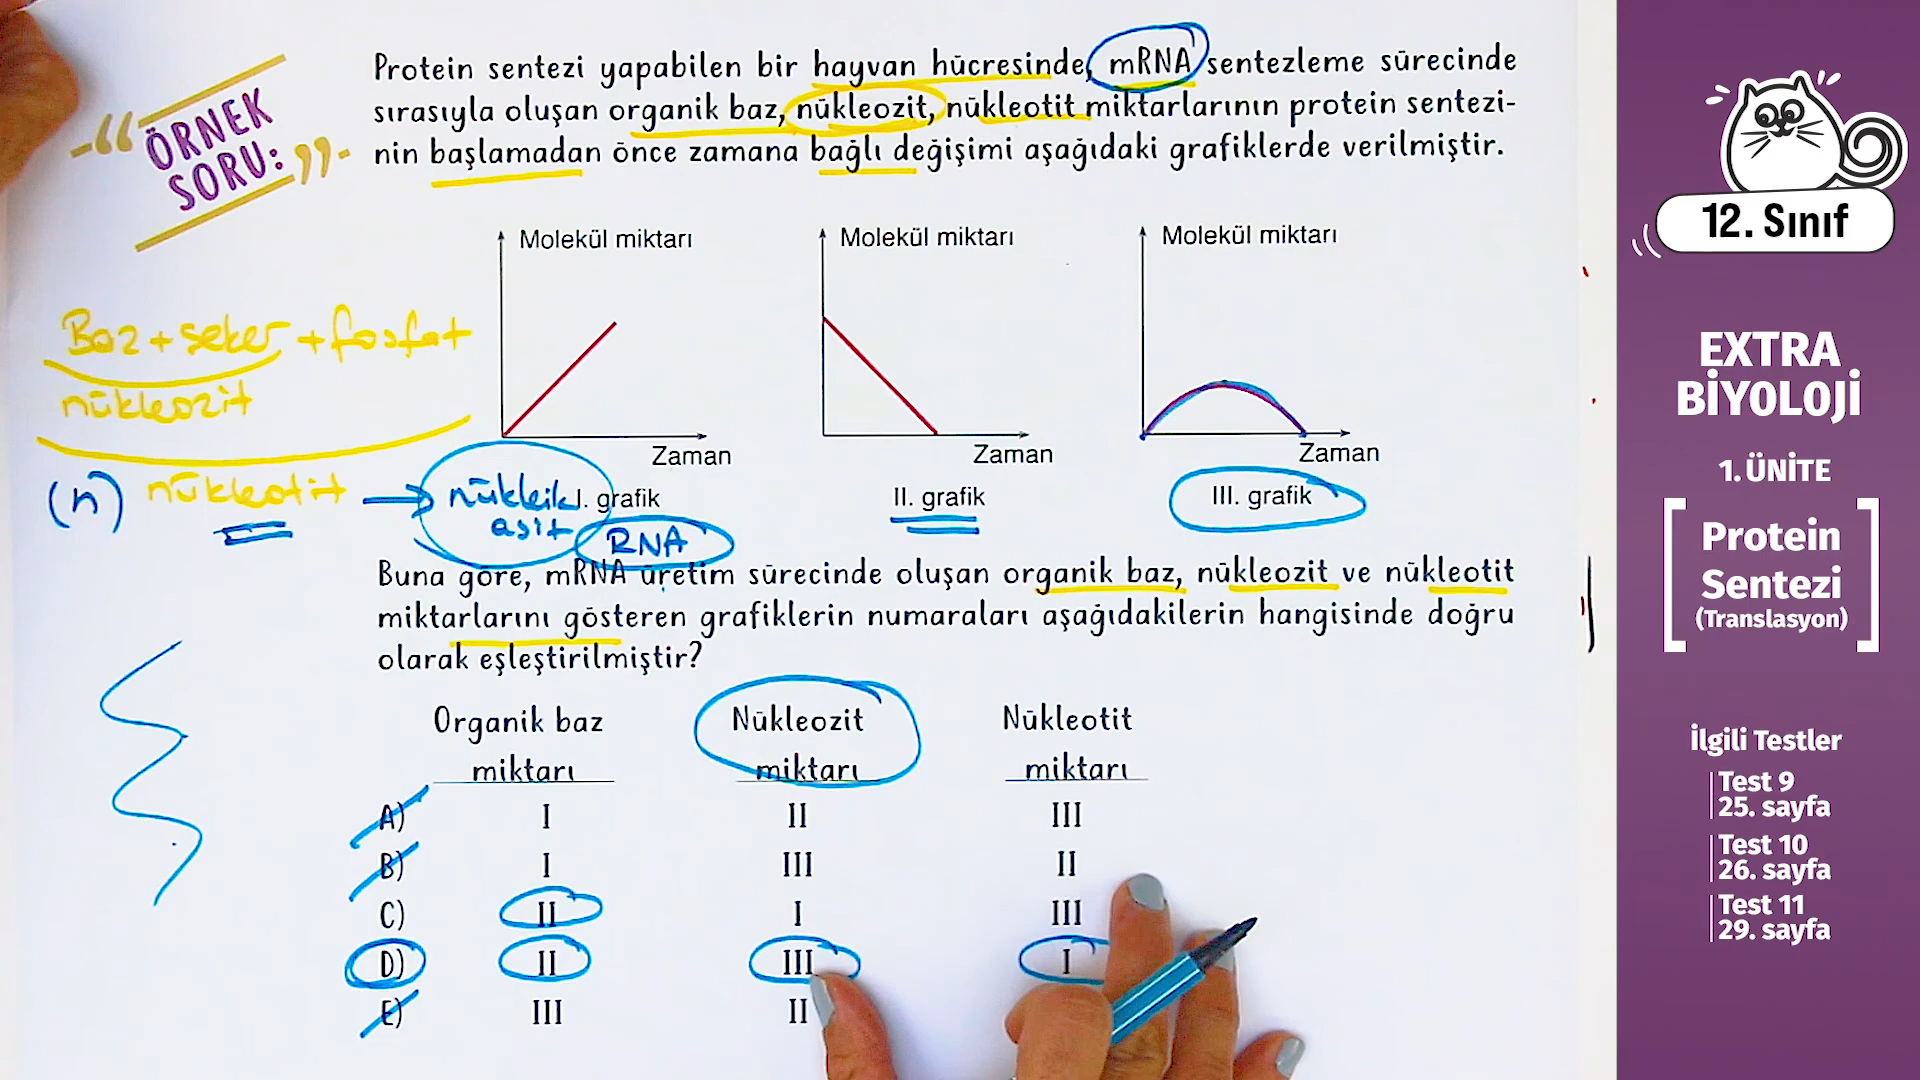 Protein sentezi yapabilen bir hayvan hücresinde, mRNA sentezleme sürecinde
sırasıyla oluşan organik baz, nükleozit, nükleotit miktarlarının protein sentezi-
nin başlamadan önce zamana bağlı değişimi aşağıdaki grafiklerde verilmiştir.
“ÖRNEK
SORU:”
Molekül miktarı
Zaman
I. grafik
Molekül miktarı
Zaman
II. grafik
Molekül miktarı
Zaman
III. grafik
Baz + şeker + fosfat
nükleozit
(n) nükleotit → nükleik
asit
RNA
Buna göre, mRNA üretim sürecinde oluşan organik baz, nükleozit ve nükleotit
miktarlarını gösteren grafiklerin numaraları aşağıdakilerin hangisinde doğru
olarak eşleştirilmiştir?
Organik baz Nükleozit Nükleotit
miktarı miktarı miktarı
A) I II III
B) I III II
C) II I III
D) II III I
E) III II
12. Sınıf
EXTRA
BİYOLOJİ
1. ÜNİTE
Protein
Sentezi
(Translasyon)
İlgili Testler
Test 9
25. sayfa
Test 10
26. sayfa
Test 11
29. sayfa